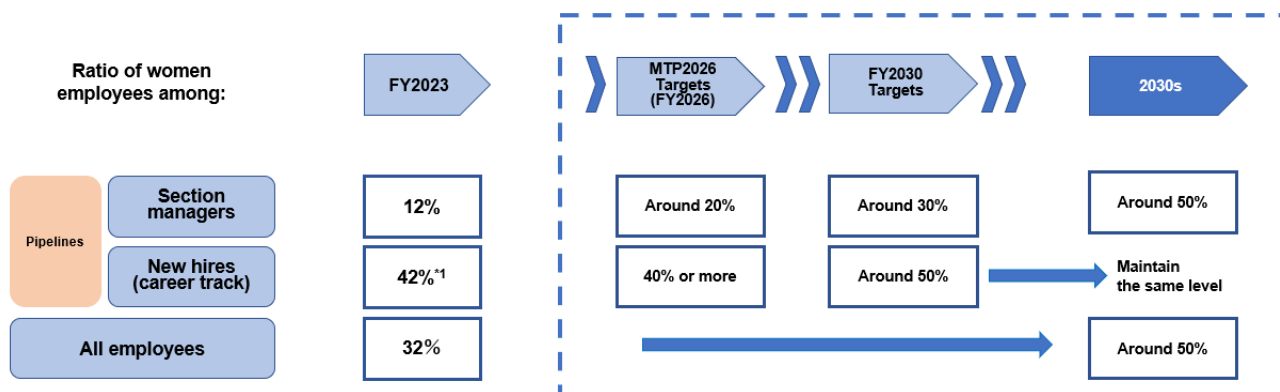 Ratio of women
employees among:
FY2023
MTP2026
Targets
(FY2026)
FY2030
Targets
2030s
Pipelines
Section
managers
12%
Around 20%
Around 30%
Around 50%
New hires
(career track)
42%*1
40% or more
Around 50%
Maintain
the same level
All employees
32%
Around 50%